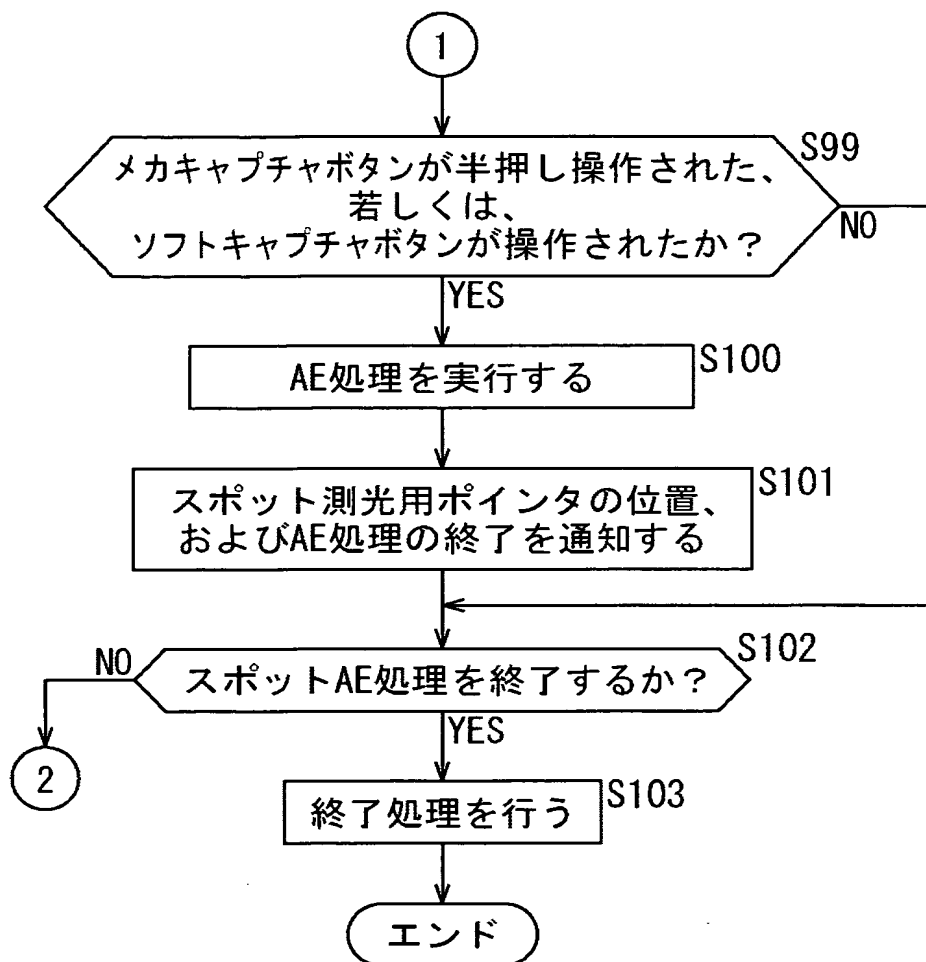 1
S99
メカキャプチャボタンが半押し操作された、
若しくは、
ソフトキャプチャボタンが操作されたか？
NO
YES
S100
AE処理を実行する
S101
スポット測光用ポインタの位置、
およびAE処理の終了を通知する
S102
NO
スポットAE処理を終了するか？
YES
2
S103
終了処理を行う
エンド